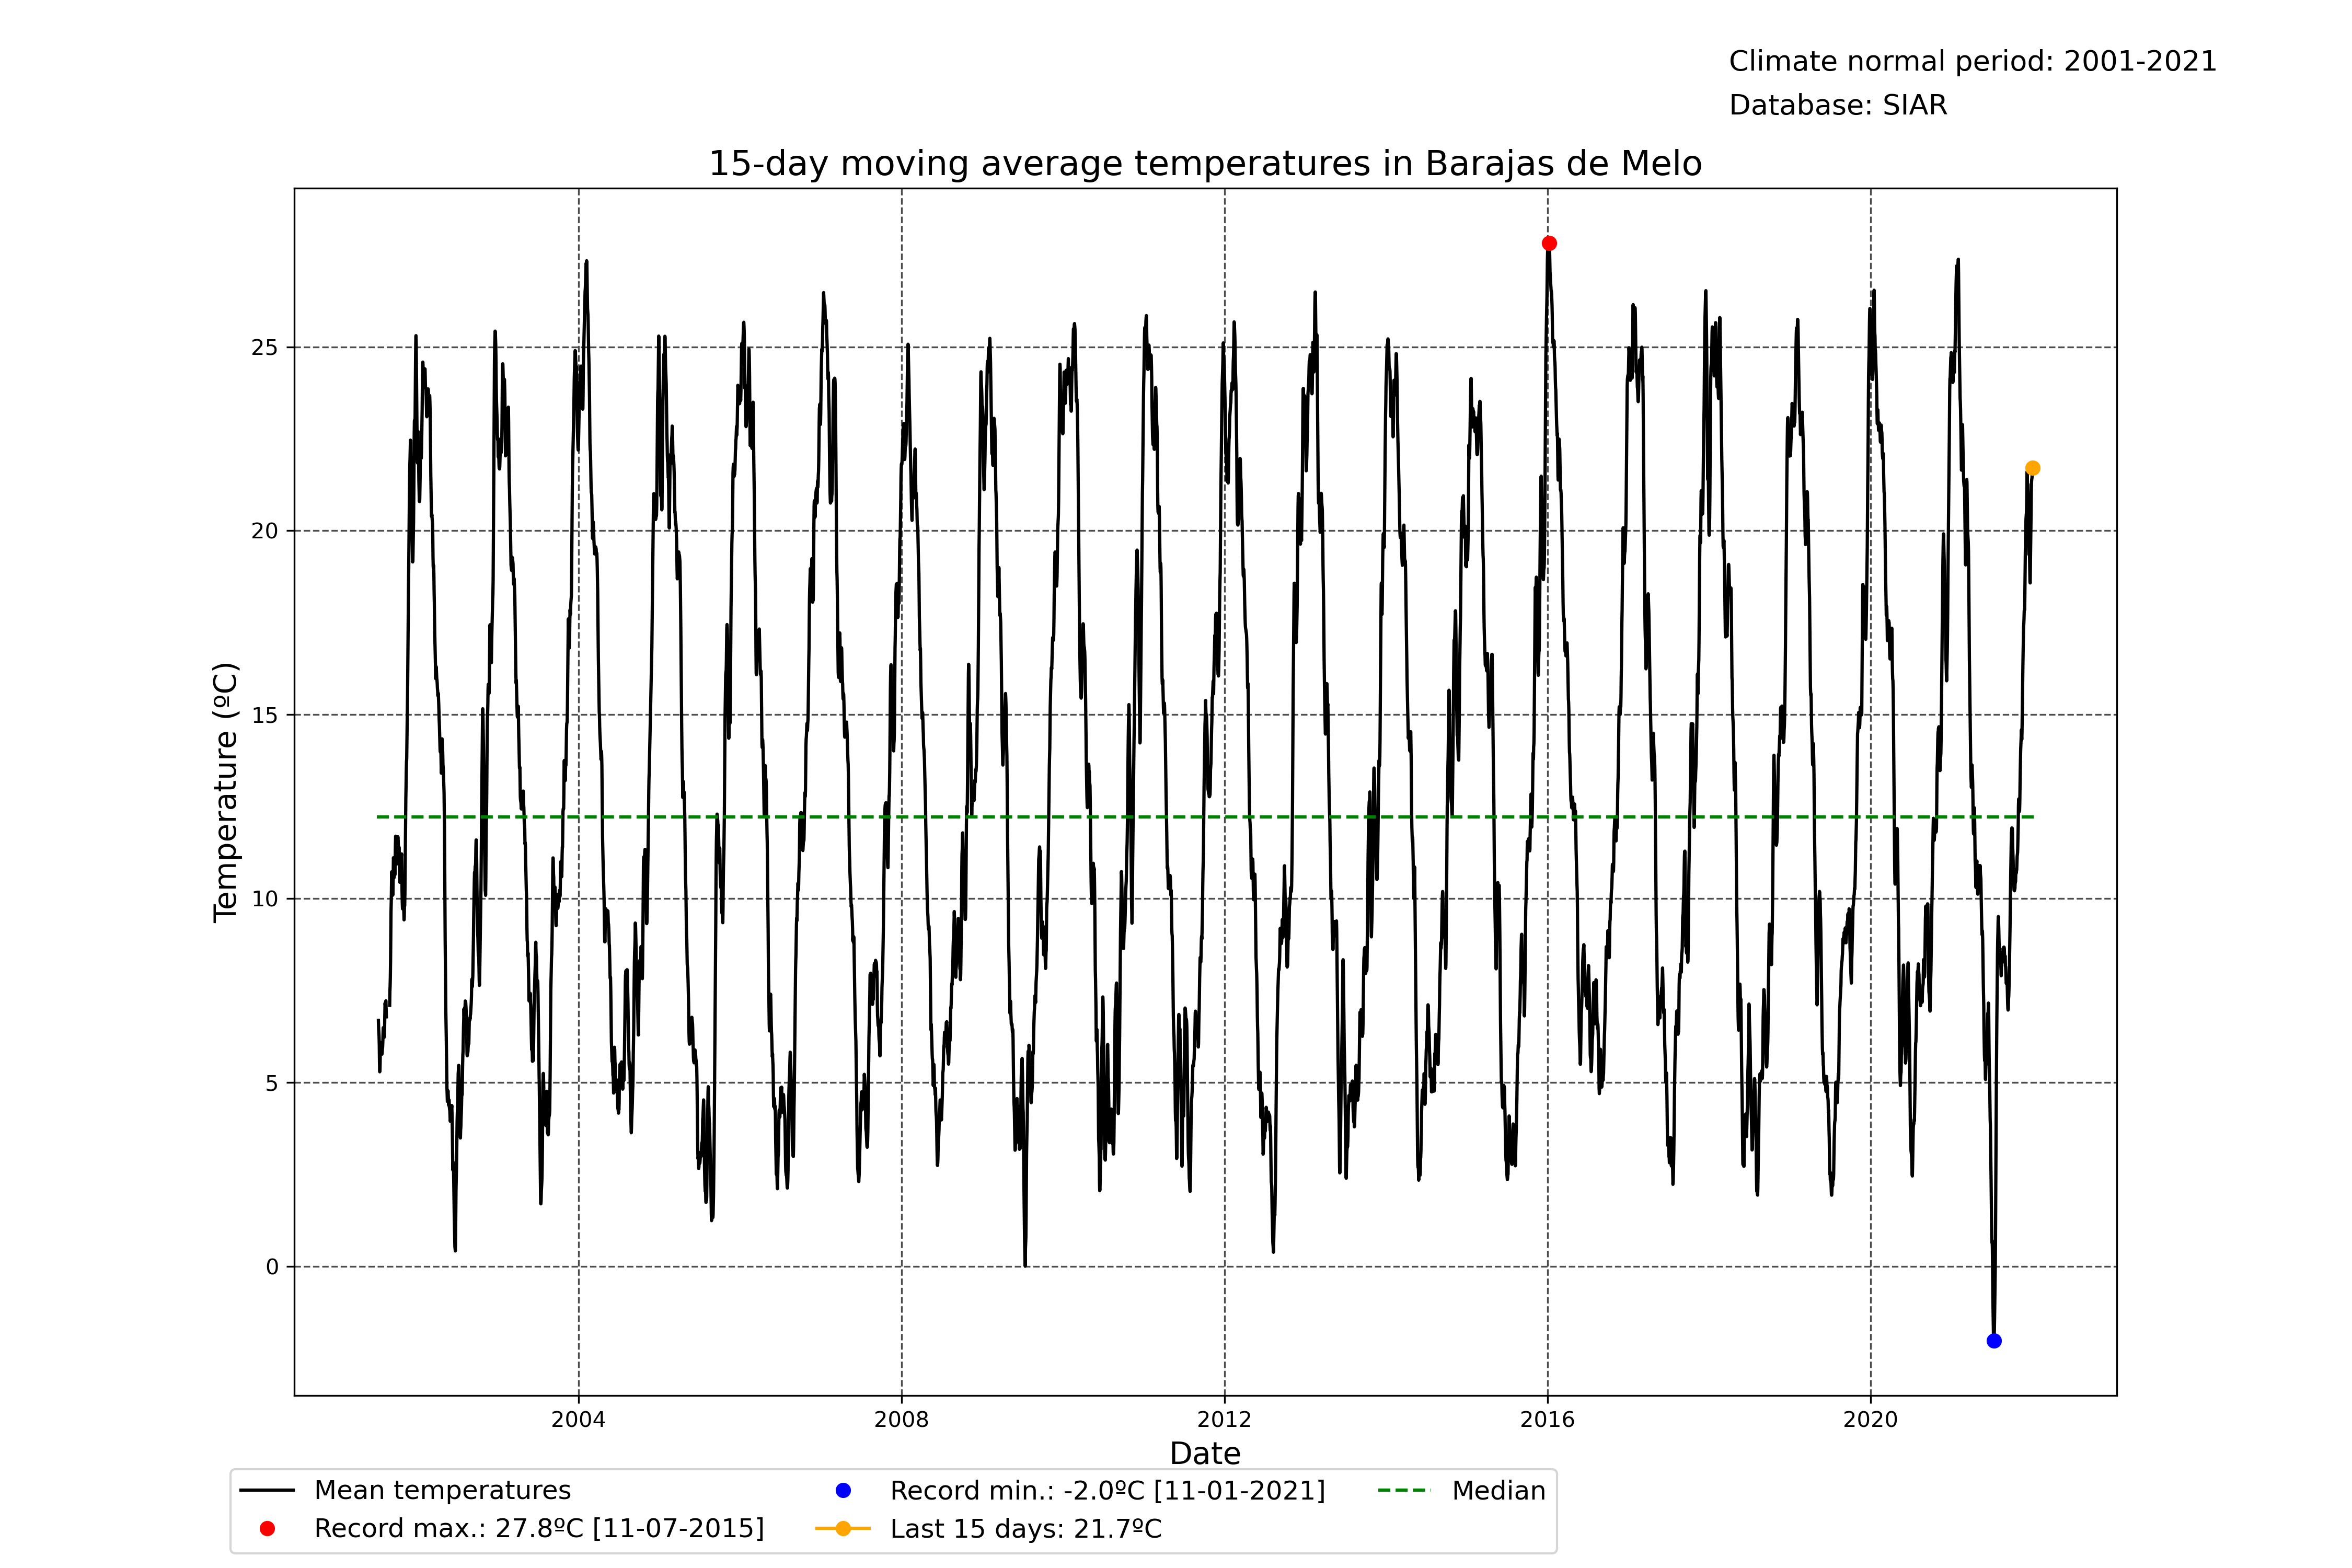 Climate normal period: 2001-2021
Database: SIAR
15-day moving average temperatures in Barajas de Melo
25
20
15
10
5
0
Temperature (ºC)
2004 2008 2012 2016 2020
Date
Mean temperatures
Record max.: 27.8ºC [11-07-2015]
Record min.: -2.0ºC [11-01-2021]
Last 15 days: 21.7ºC
Median